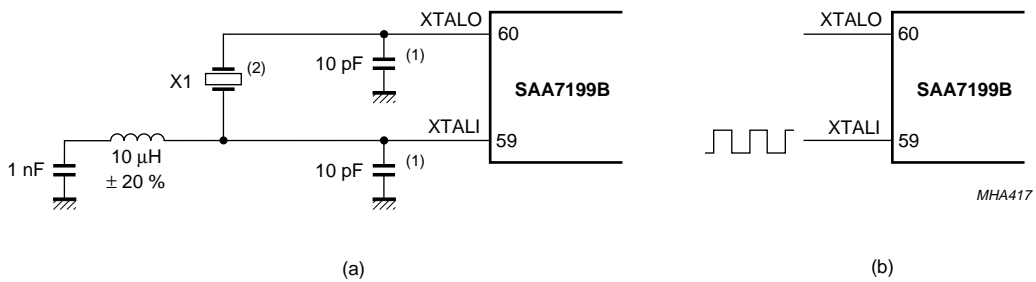 XTALO
60
10 pF (1)
X1 (2)
SAA7199B
XTALI
59
1 nF
10 μH
± 20 %
10 pF (1)
(a)
XTALO
60
SAA7199B
XTALI
59
MHA417
(b)